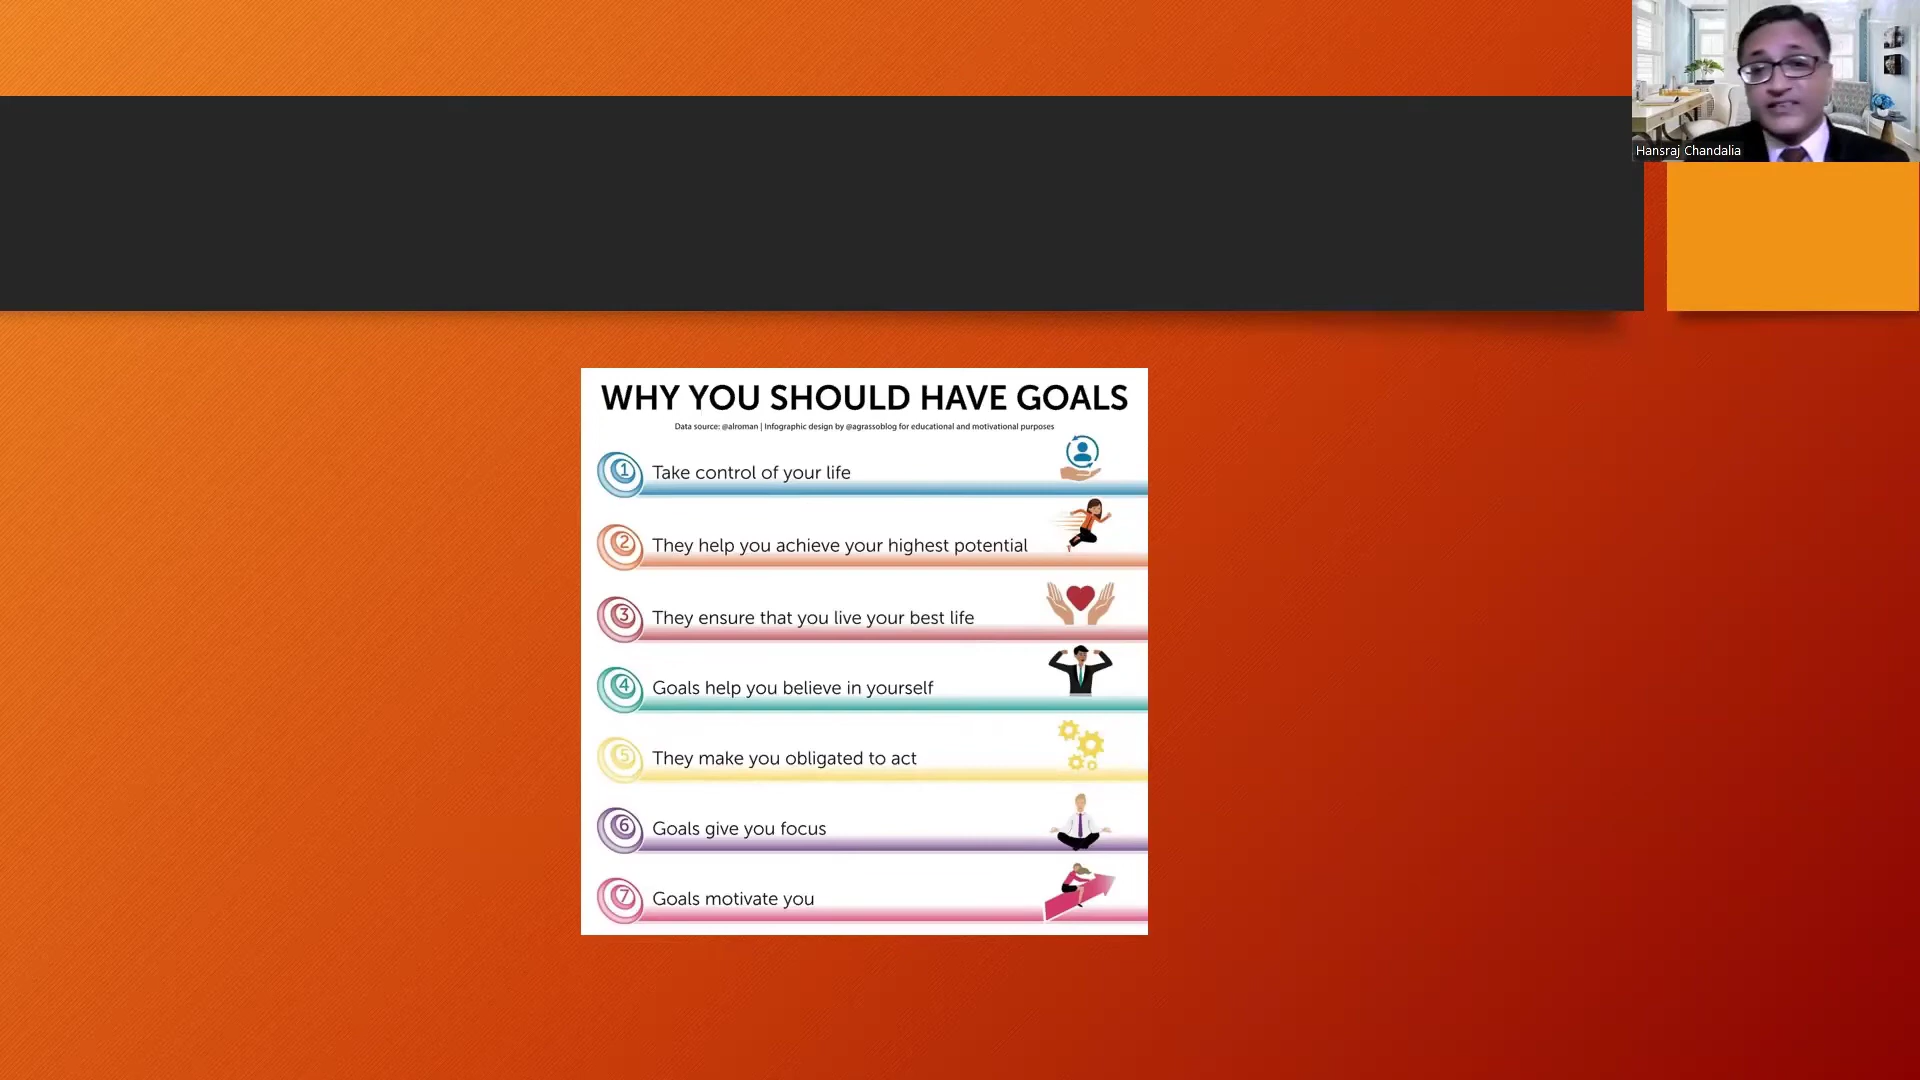 Hansraj Chandalia
WHY YOU SHOULD HAVE GOALS
Data source: @alroman | Infographic design by @agrassoblog for educational and motivational purposes
1 Take control of your life
2 They help you achieve your highest potential
3 They ensure that you live your best life
4 Goals help you believe in yourself
5 They make you obligated to act
6 Goals give you focus
7 Goals motivate you